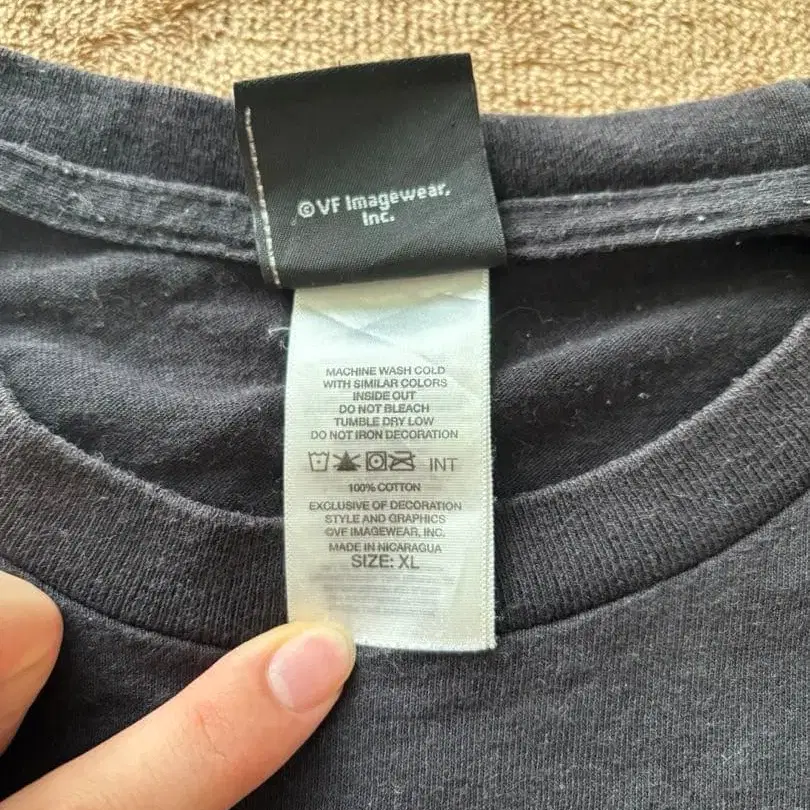 ©VF Imagewear,
Inc.
MACHINE WASH COLD
WITH SIMILAR COLORS
INSIDE OUT
DO NOT BLEACH
TUMBLE DRY LOW
DO NOT IRON DECORATION
INT
100% COTTON
EXCLUSIVE OF DECORATION
STYLE AND GRAPHICS
©VF IMAGEWEAR, INC.
MADE IN NICARAGUA
SIZE: XL